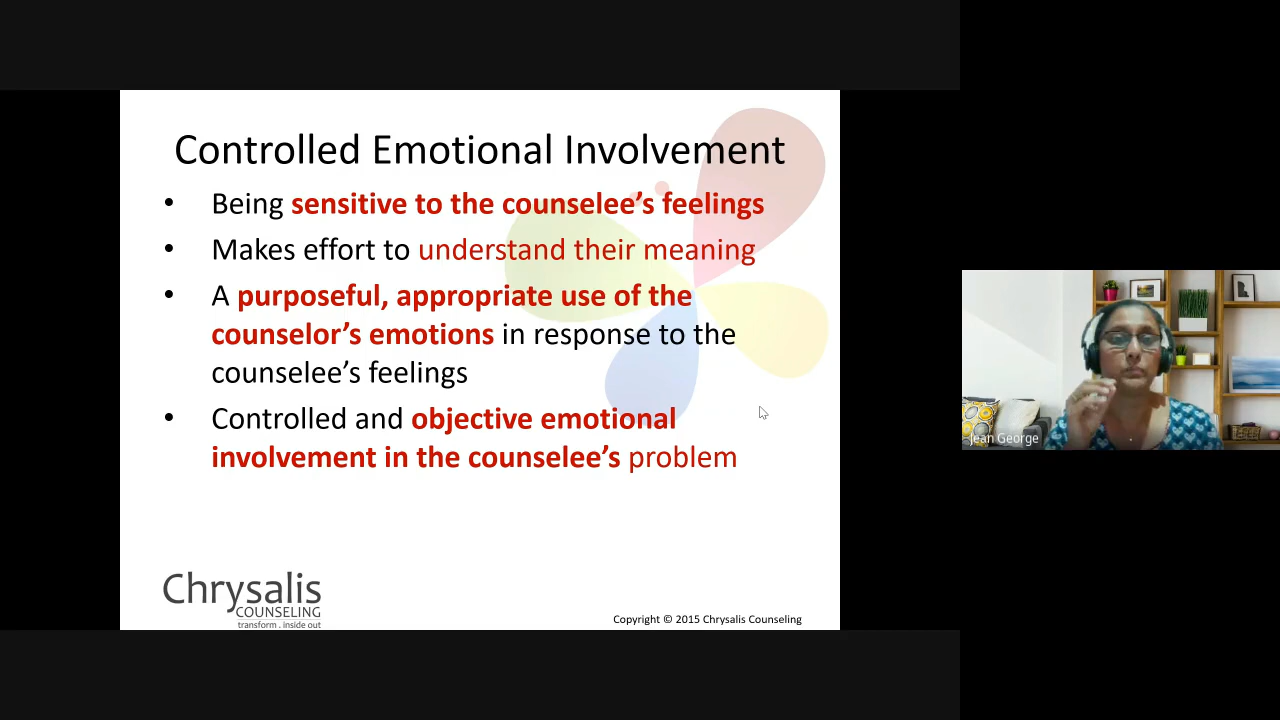 Controlled Emotional Involvement
• Being sensitive to the counselee's feelings
• Makes effort to understand their meaning
• A purposeful, appropriate use of the
counselor's emotions in response to the
counselee's feelings
• Controlled and objective emotional
involvement in the counselee's problem
Chrysalis
COUNSELING
transform . inside out
Copyright © 2015 Chrysalis Counseling
Jean George